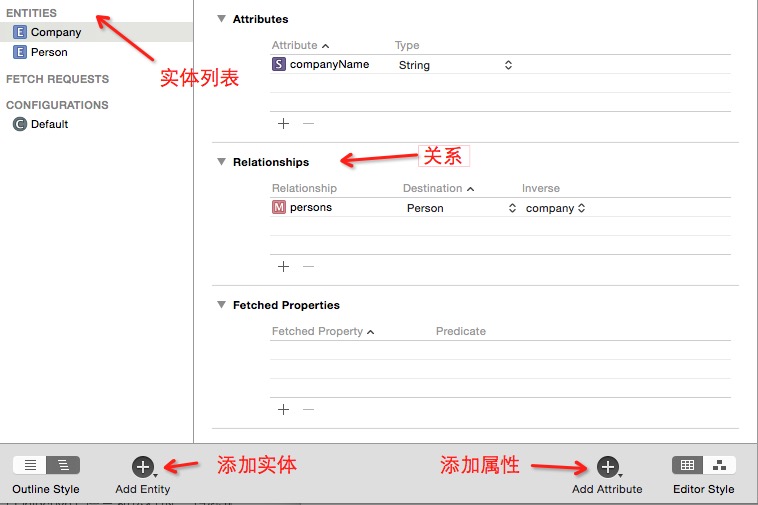 ENTITIES
E Company
E Person
实体列表
FETCH REQUESTS
CONFIGURATIONS
C Default
Attributes
Attribute Type
S companyName String
+ −
Relationships 关系
Relationship Destination Inverse
M persons Person company
+ −
Fetched Properties
Fetched Property Predicate
+ −
添加实体 添加属性
Outline Style Add Entity Add Attribute Editor Style